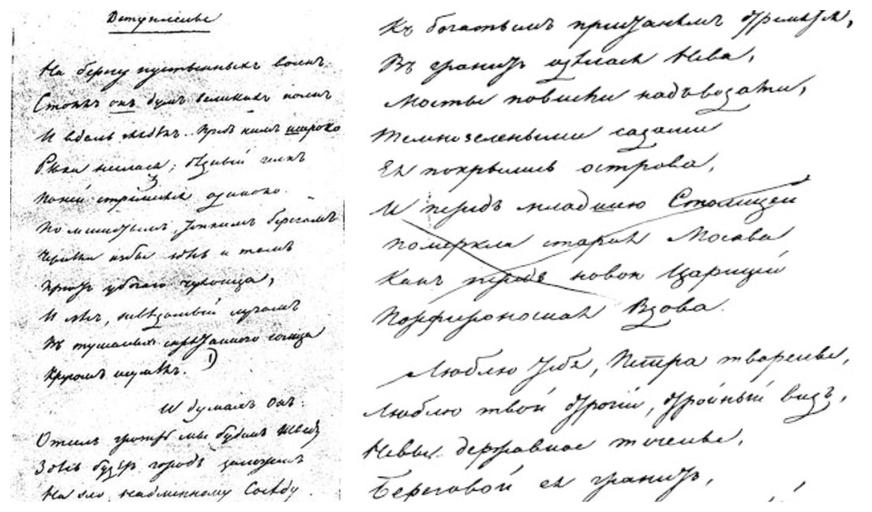 Вступленье
На берегу пустынныхъ волнъ
Стоялъ онъ думъ великихъ полнъ
И вдаль глядѣлъ. Предъ нимъ широко
Рѣка неслася; бѣдный челнъ
По ней стремился одиноко.
По мшистымъ, топкимъ берегамъ
Чернѣли избы здѣсь и тамъ
Пріютъ убогаго чухонца,
И лѣсъ, невѣдомый лучамъ
Въ туманѣ спрятаннаго солнца
Кругомъ шумѣлъ. 1)
И думалъ Онъ:
Отсель грозить мы будемъ Шведу
Здѣсь будетъ городъ заложенъ
На зло надменному Сосѣду.
Къ богатымъ пристанямъ стремятся,
Въ гранитъ одѣлася Нева,
Мосты повисли надъ водами,
Темнозелеными садами
Ея покрылись острова,
И передъ младшею Столицей
Померкла старая Москва
Какъ передъ новой Царицей
Порфироносная Вдова.
Люблю тебя, Петра творенье,
Люблю твой строгій, стройный видъ,
Невы державное теченье,
Береговой ея гранитъ,